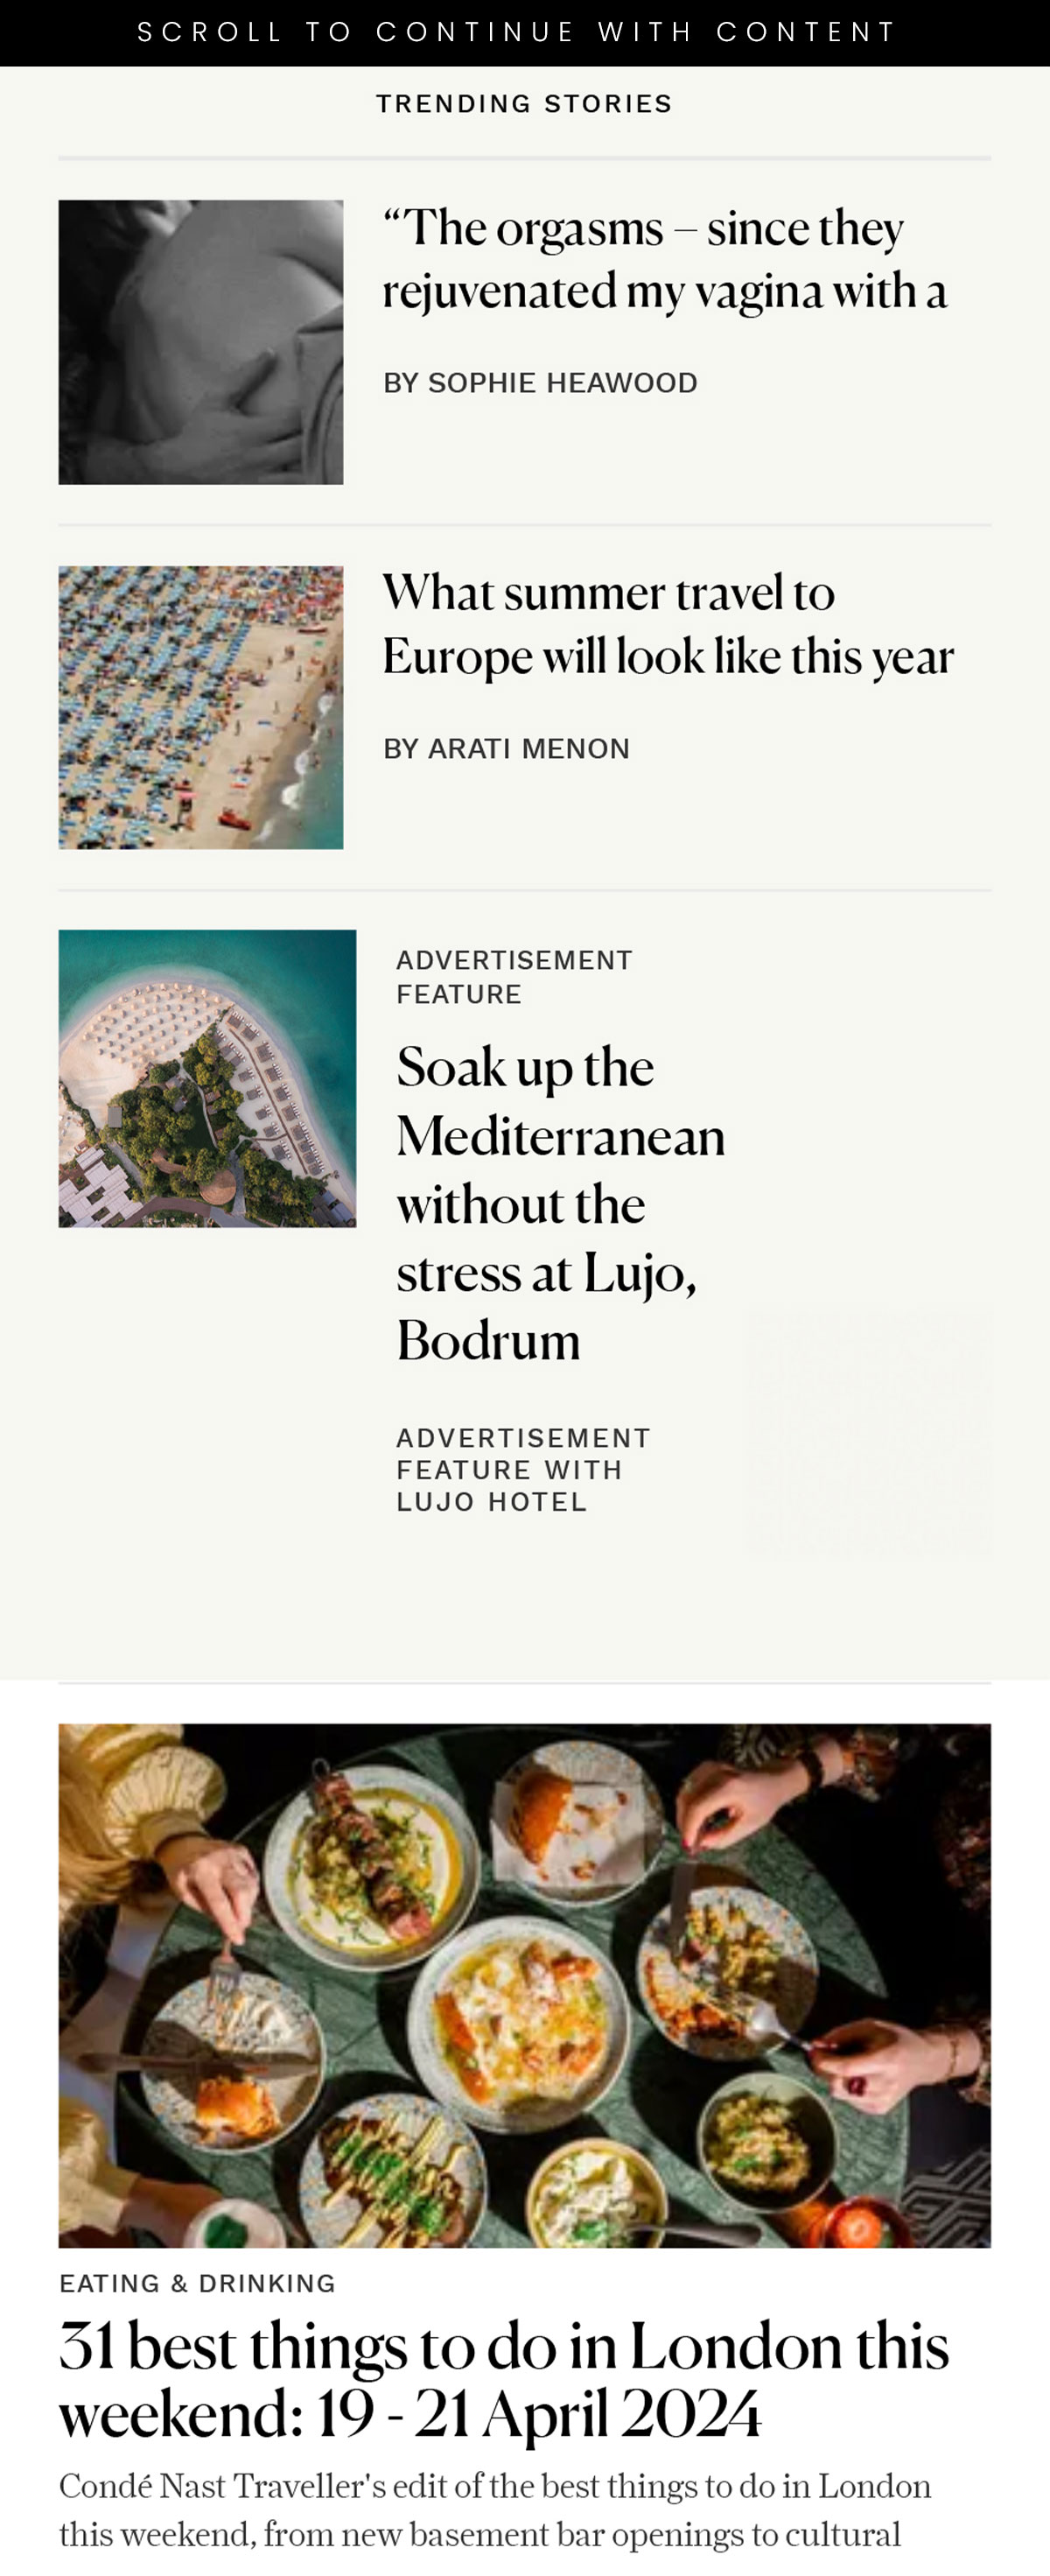 SCROLL TO CONTINUE WITH CONTENT
TRENDING STORIES
“The orgasms – since they
rejuvenated my vagina with a
BY SOPHIE HEAWOOD
What summer travel to
Europe will look like this year
BY ARATI MENON
ADVERTISEMENT
FEATURE
Soak up the
Mediterranean
without the
stress at Lujo,
Bodrum
ADVERTISEMENT
FEATURE WITH
LUJO HOTEL
EATING & DRINKING
31 best things to do in London this
weekend: 19 - 21 April 2024
Condé Nast Traveller's edit of the best things to do in London
this weekend, from new basement bar openings to cultural